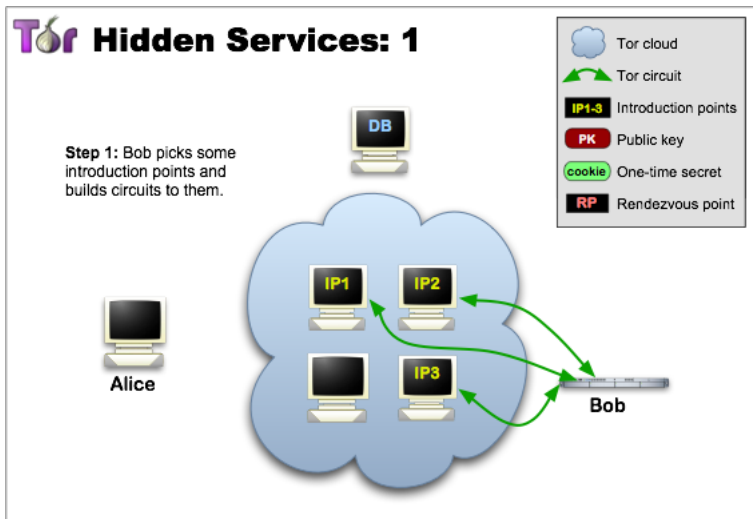 Tor Hidden Services: 1
Tor cloud
Tor circuit
IP1-3 Introduction points
PK Public key
cookie One-time secret
RP Rendezvous point
DB
Step 1: Bob picks some
introduction points and
builds circuits to them.
IP1 IP2
IP3
Alice
Bob